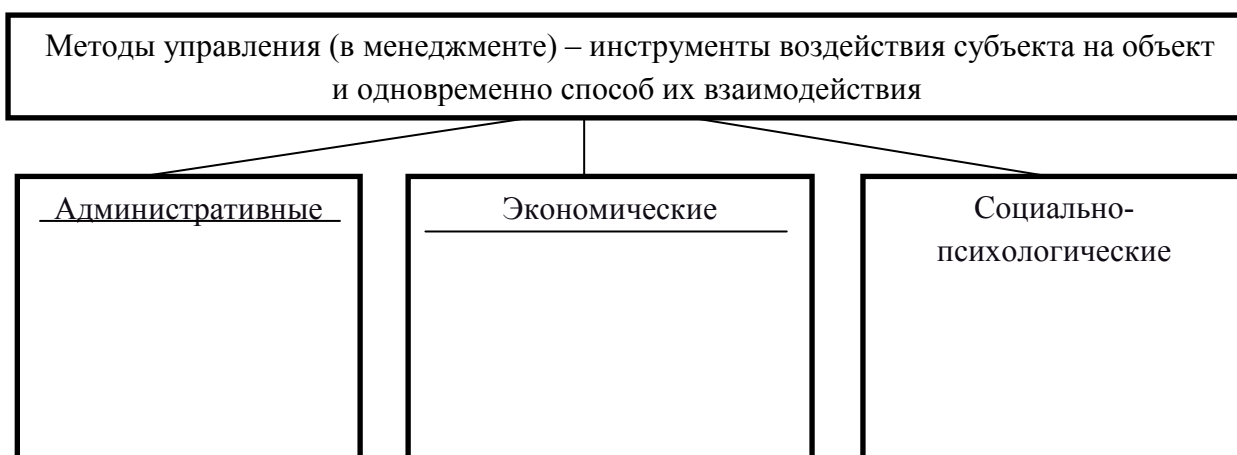 Методы управления (в менеджменте) – инструменты воздействия субъекта на объект
и одновременно способ их взаимодействия
Административные
Экономические
Социально-
психологические